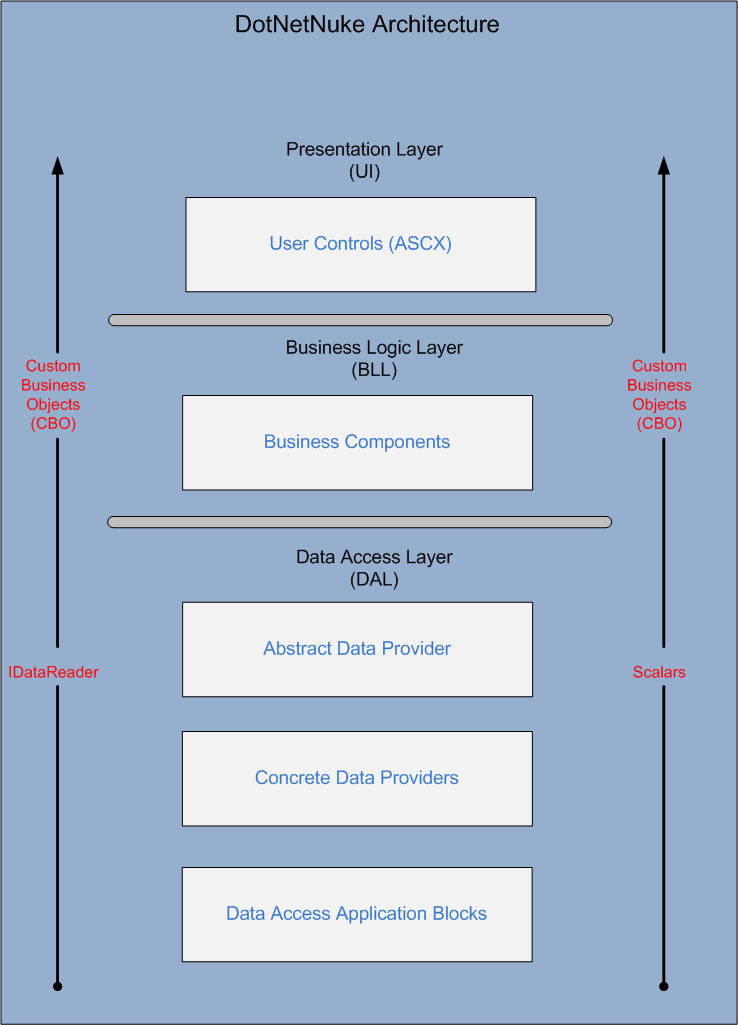 DotNetNuke Architecture
Presentation Layer
(UI)
User Controls (ASCX)
Business Logic Layer
(BLL)
Custom
Business
Objects
(CBO)
Custom
Business
Objects
(CBO)
Business Components
Data Access Layer
(DAL)
Abstract Data Provider
IDataReader
Scalars
Concrete Data Providers
Data Access Application Blocks